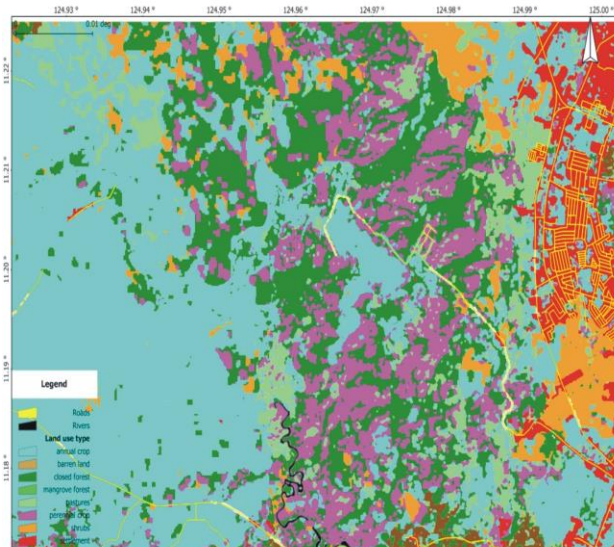 124.93 ° 124.94 ° 124.95 ° 124.96 ° 124.97 ° 124.98 ° 124.99 ° 125.00 °
0.01 deg
11.22 °
11.21 °
11.20 °
11.19 °
11.18 °
Legend
Roads
Rivers
Land use type
annual crop
barren land
closed forest
mangrove forest
pastures
perennial crop
shrubs
settlement